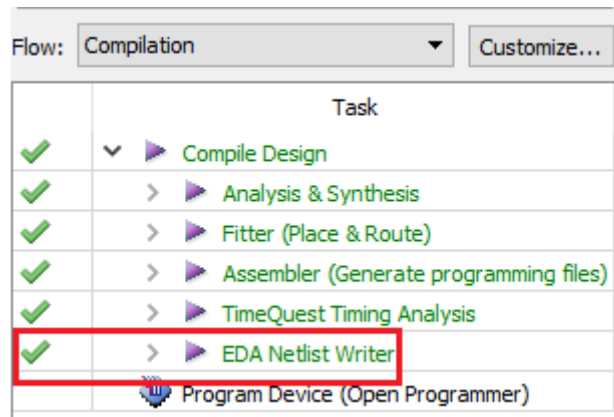 Flow: Compilation Customize...
Task
Compile Design
Analysis & Synthesis
Fitter (Place & Route)
Assembler (Generate programming files)
TimeQuest Timing Analysis
EDA Netlist Writer
Program Device (Open Programmer)